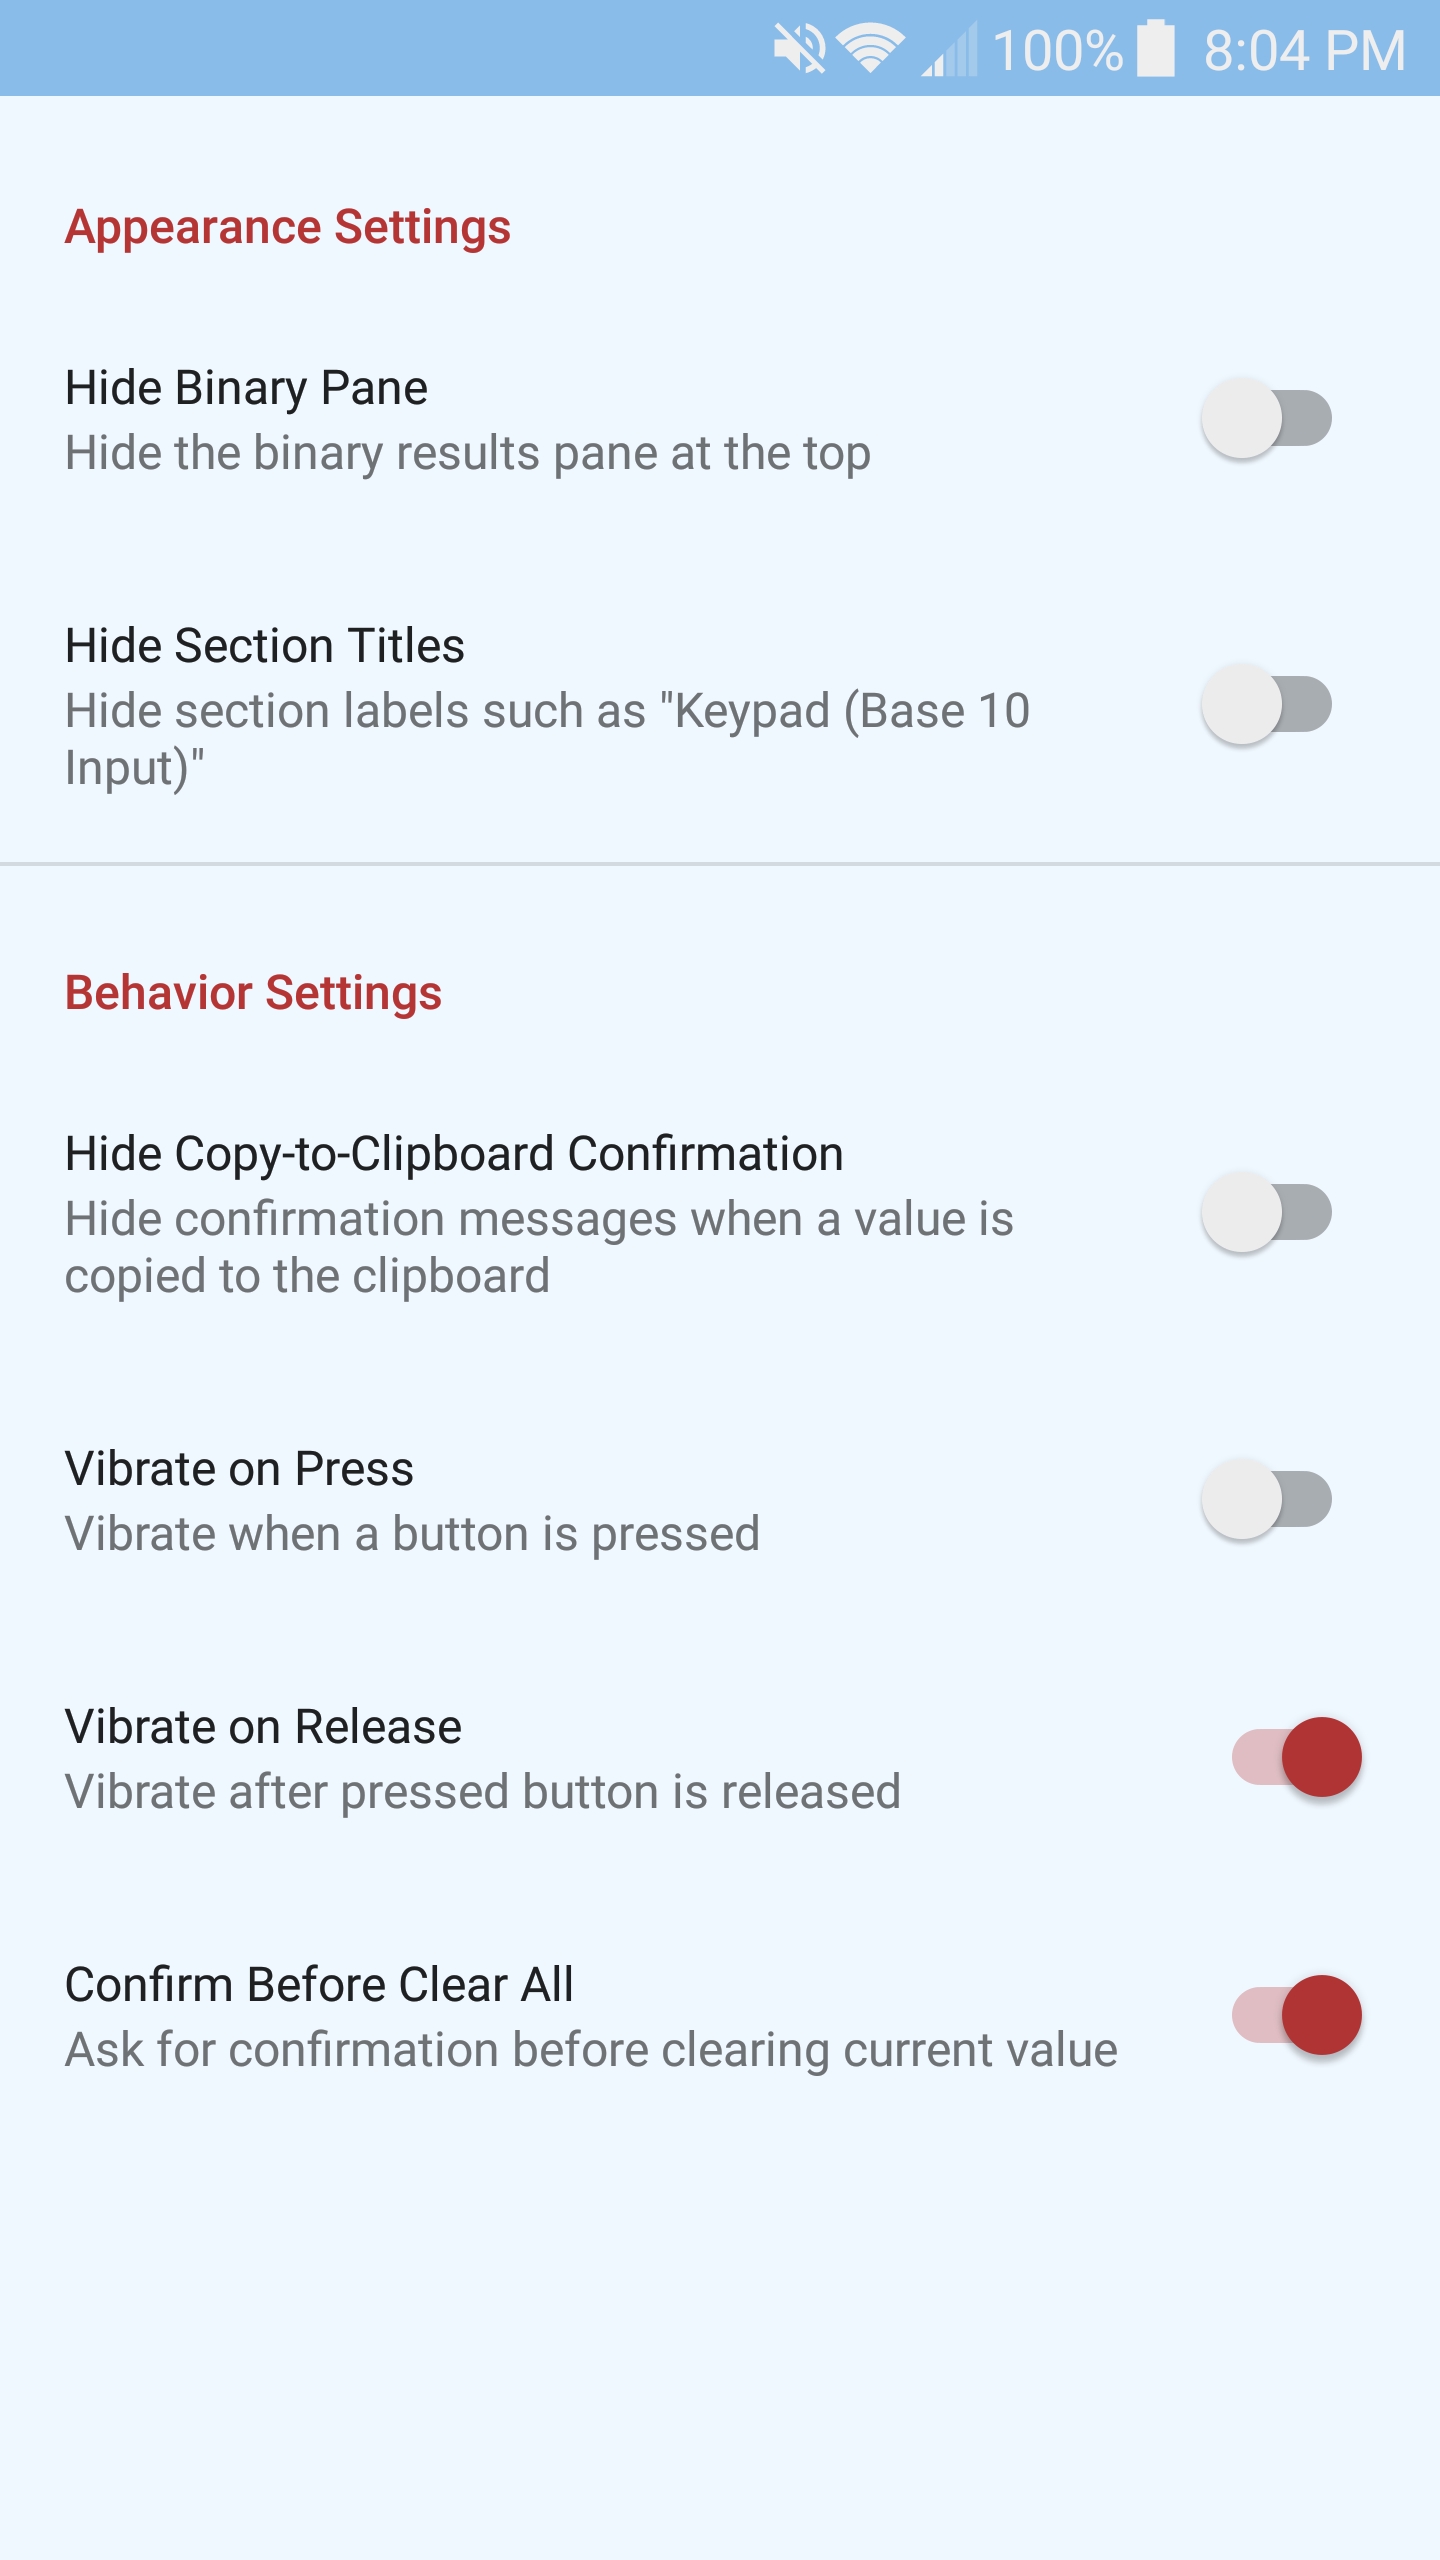 100% 8:04 PM
Appearance Settings
Hide Binary Pane
Hide the binary results pane at the top
Hide Section Titles
Hide section labels such as "Keypad (Base 10
Input)"
Behavior Settings
Hide Copy-to-Clipboard Confirmation
Hide confirmation messages when a value is
copied to the clipboard
Vibrate on Press
Vibrate when a button is pressed
Vibrate on Release
Vibrate after pressed button is released
Confirm Before Clear All
Ask for confirmation before clearing current value